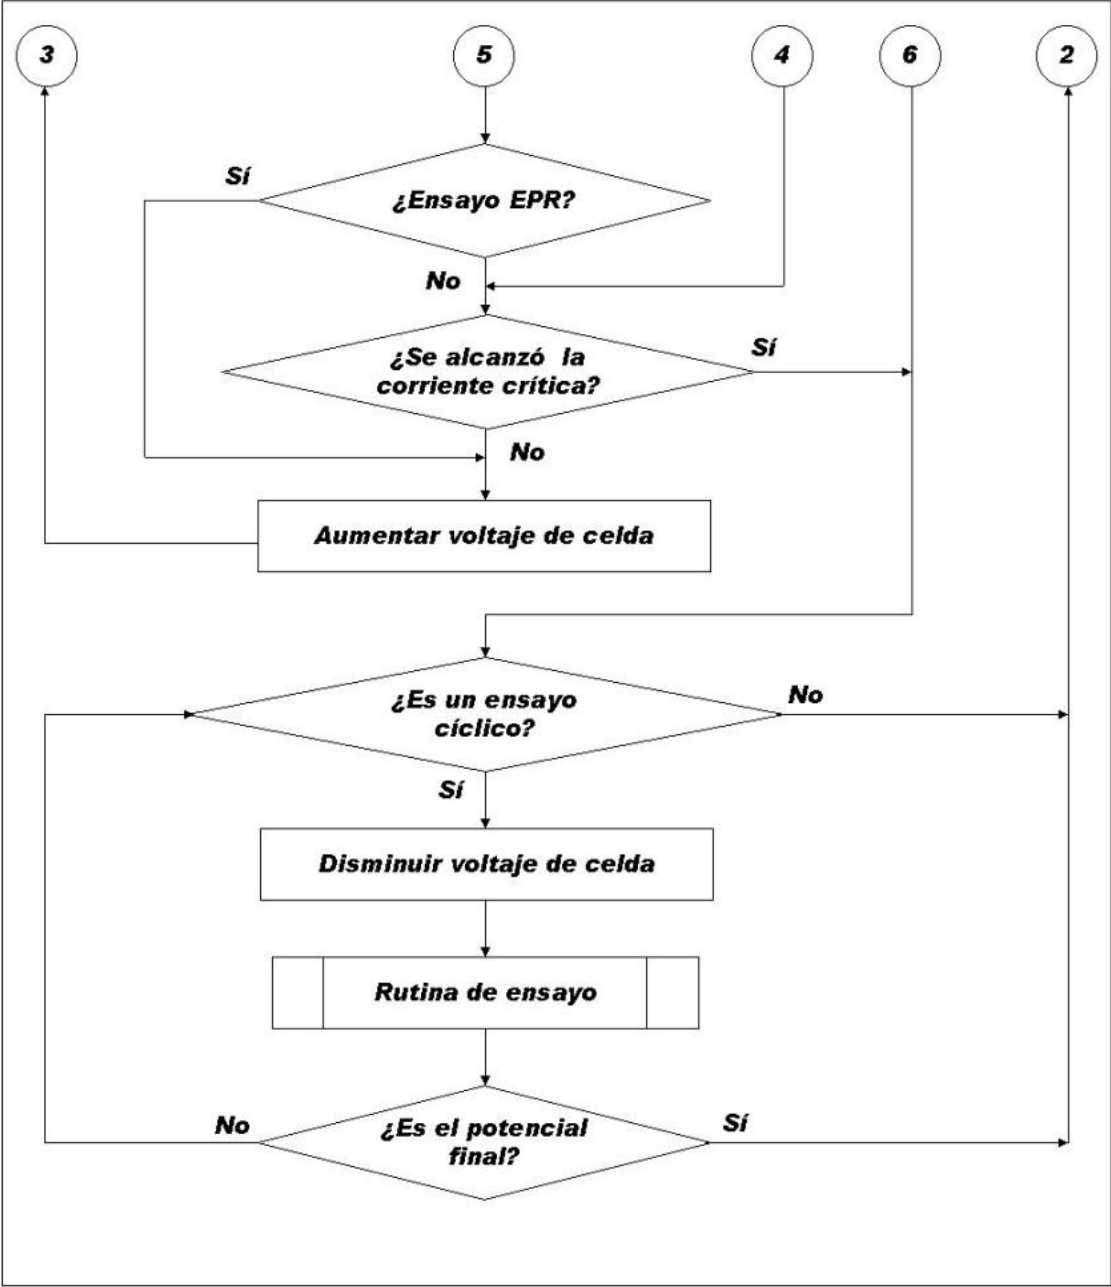 3
5
4
6
2
Sí
¿Ensayo EPR?
No
¿Se alcanzó la
corriente crítica?
Sí
No
Aumentar voltaje de celda
¿Es un ensayo
cíclico?
No
Sí
Disminuir voltaje de celda
Rutina de ensayo
No
¿Es el potencial
final?
Sí